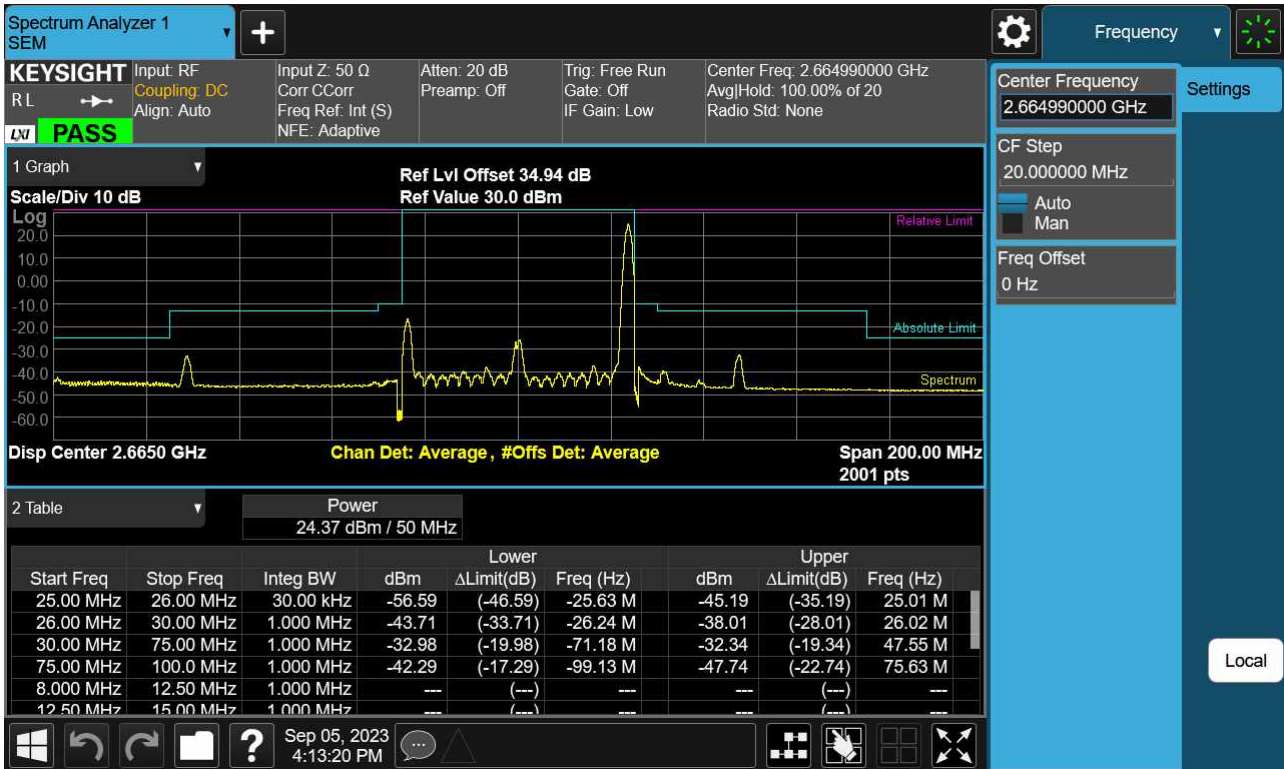 Spectrum Analyzer 1
SEM
+
Frequency
KEYSIGHT
R L
LXI
PASS
Input: RF
Coupling: DC
Align: Auto
Input Z: 50 Ω
Corr CCorr
Freq Ref: Int (S)
NFE: Adaptive
Atten: 20 dB
Preamp: Off
Trig: Free Run
Gate: Off
IF Gain: Low
Center Freq: 2.664990000 GHz
Avg|Hold: 100.00% of 20
Radio Std: None
Center Frequency
2.664990000 GHz
Settings
CF Step
20.000000 MHz
Auto
Man
Freq Offset
0 Hz
1 Graph
Scale/Div 10 dB
Ref Lvl Offset 34.94 dB
Ref Value 30.0 dBm
Log
20.0
10.0
0.00
-10.0
-20.0
-30.0
-40.0
-50.0
-60.0
Relative Limit
Absolute Limit
Spectrum
Disp Center 2.6650 GHz
Chan Det: Average, #Offs Det: Average
Span 200.00 MHz
2001 pts
2 Table
Power
24.37 dBm / 50 MHz
Lower Upper
Start Freq Stop Freq Integ BW dBm ΔLimit(dB) Freq (Hz) dBm ΔLimit(dB) Freq (Hz)
25.00 MHz 26.00 MHz 30.00 kHz -56.59 (-46.59) -25.63 M -45.19 (-35.19) 25.01 M
26.00 MHz 30.00 MHz 1.000 MHz -43.71 (-33.71) -26.24 M -38.01 (-28.01) 26.02 M
30.00 MHz 75.00 MHz 1.000 MHz -32.98 (-19.98) -71.18 M -32.34 (-19.34) 47.55 M
75.00 MHz 100.0 MHz 1.000 MHz -42.29 (-17.29) -99.13 M -47.74 (-22.74) 75.63 M
8.000 MHz 12.50 MHz 1.000 MHz --- (---) --- --- (---) ---
12.50 MHz 15.00 MHz 1.000 MHz --- (---) --- --- (---) ---
Local
?
Sep 05, 2023
4:13:20 PM